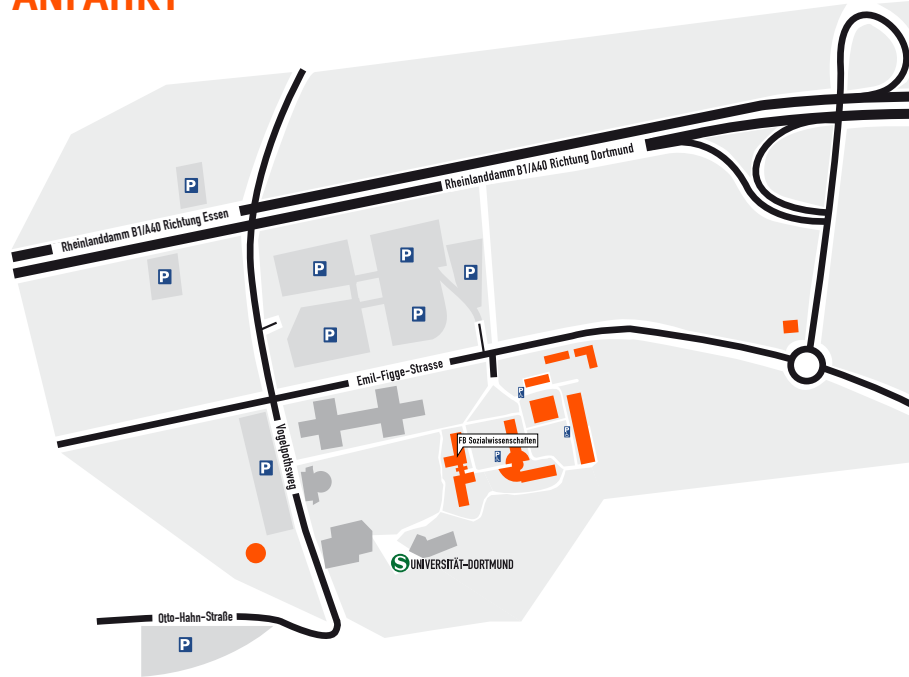 ANFAHRT
Rheinlanddamm B1/A40 Richtung Dortmund
P
Rheinlanddamm B1/A40 Richtung Essen
P
P
P
P
P
P
P
Emil-Figge-Strasse
P
P
FB Sozialwissenschaften
P
Vogelpothsweg
P
S UNIVERSITÄT-DORTMUND
Otto-Hahn-Straße
P